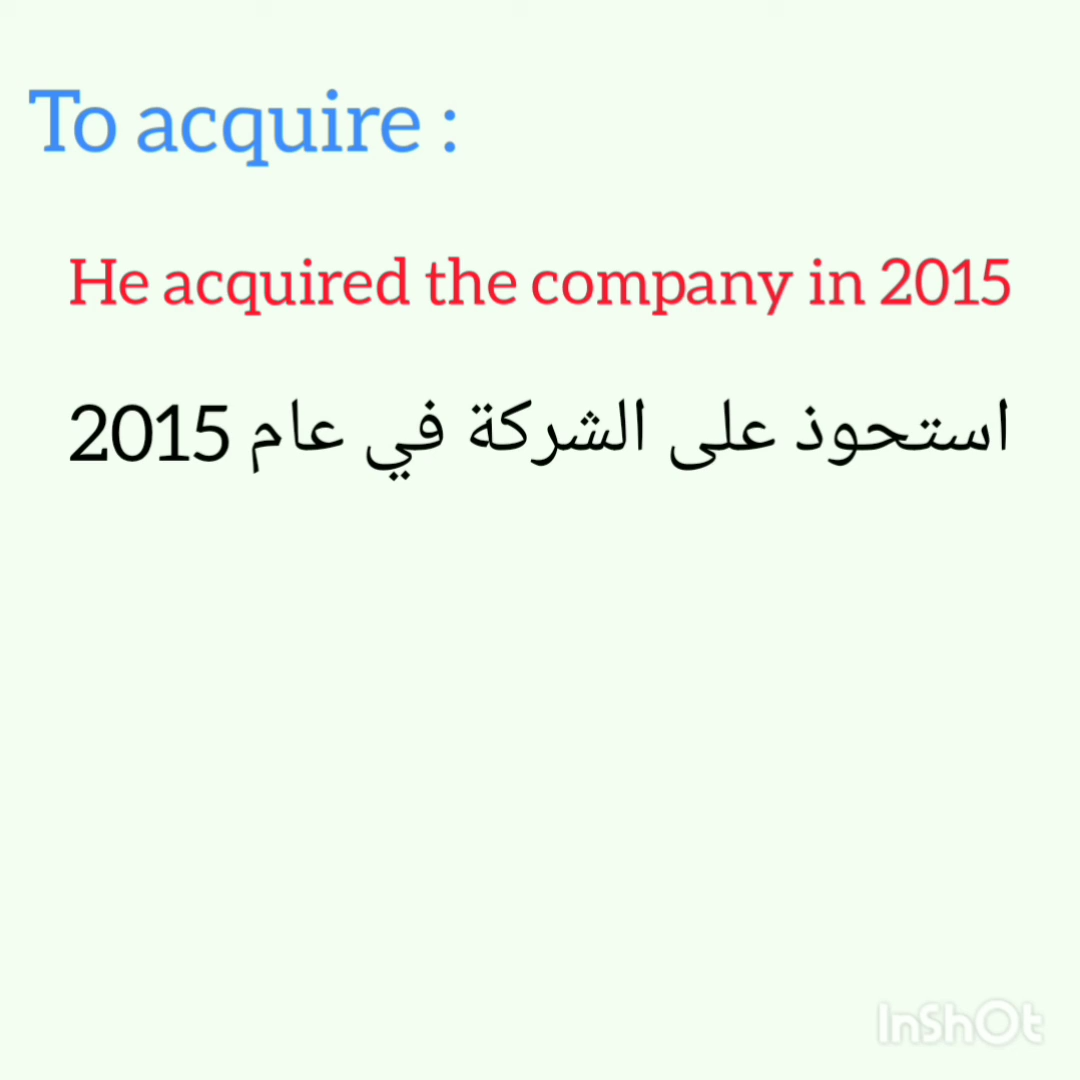 To acquire :
He acquired the company in 2015
استحوذ على الشركة في عام 2015
InShOt